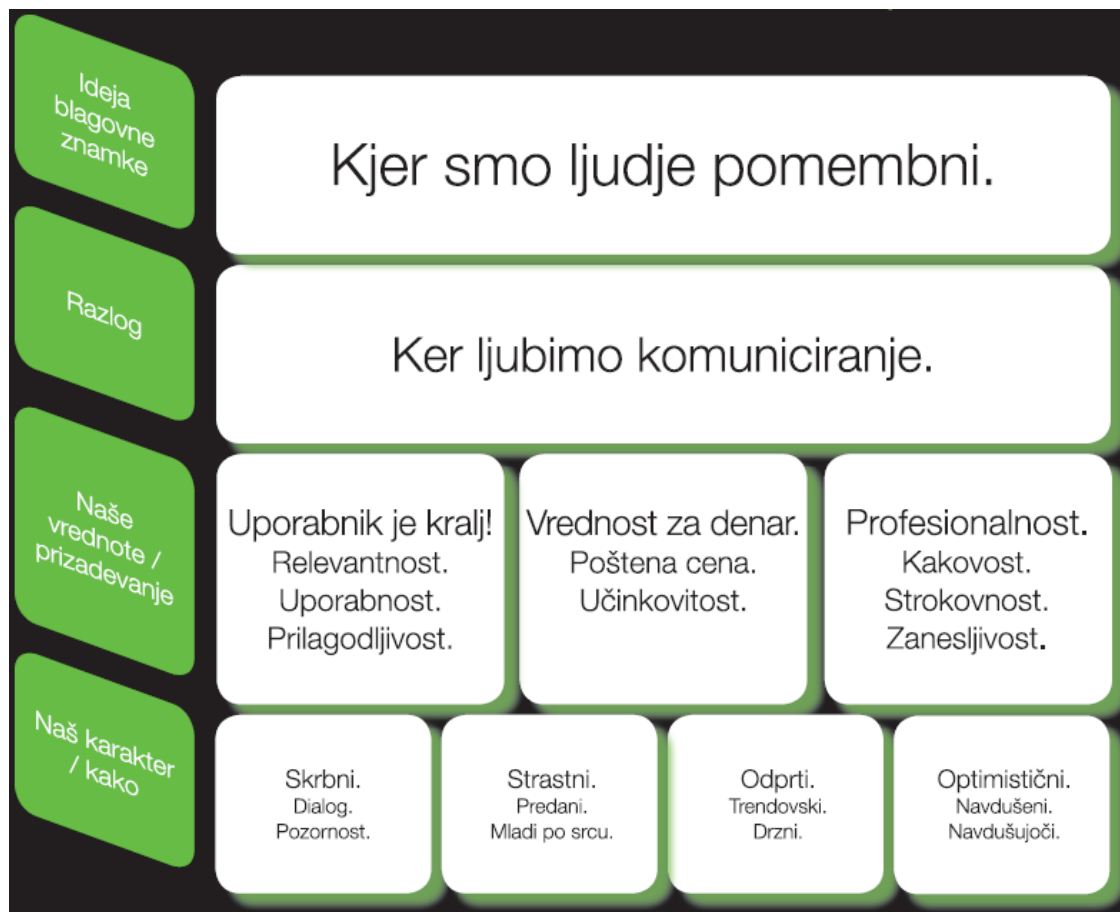 Ideja
blagovne
znamke
Kjer smo ljudje pomembni.
Razlog
Ker ljubimo komuniciranje.
Naše
vrednote /
prizadevanje
Uporabnik je kralj!
Relevantnost.
Uporabnost.
Prilagodljivost.
Vrednost za denar.
Poštena cena.
Učinkovitost.
Profesionalnost.
Kakovost.
Strokovnost.
Zanesljivost.
Naš karakter
/ kako
Skrbni.
Dialog.
Pozornost.
Strastni.
Predani.
Mladi po srcu.
Odprti.
Trendovski.
Drzni.
Optimistični.
Navdušeni.
Navdušujoči.